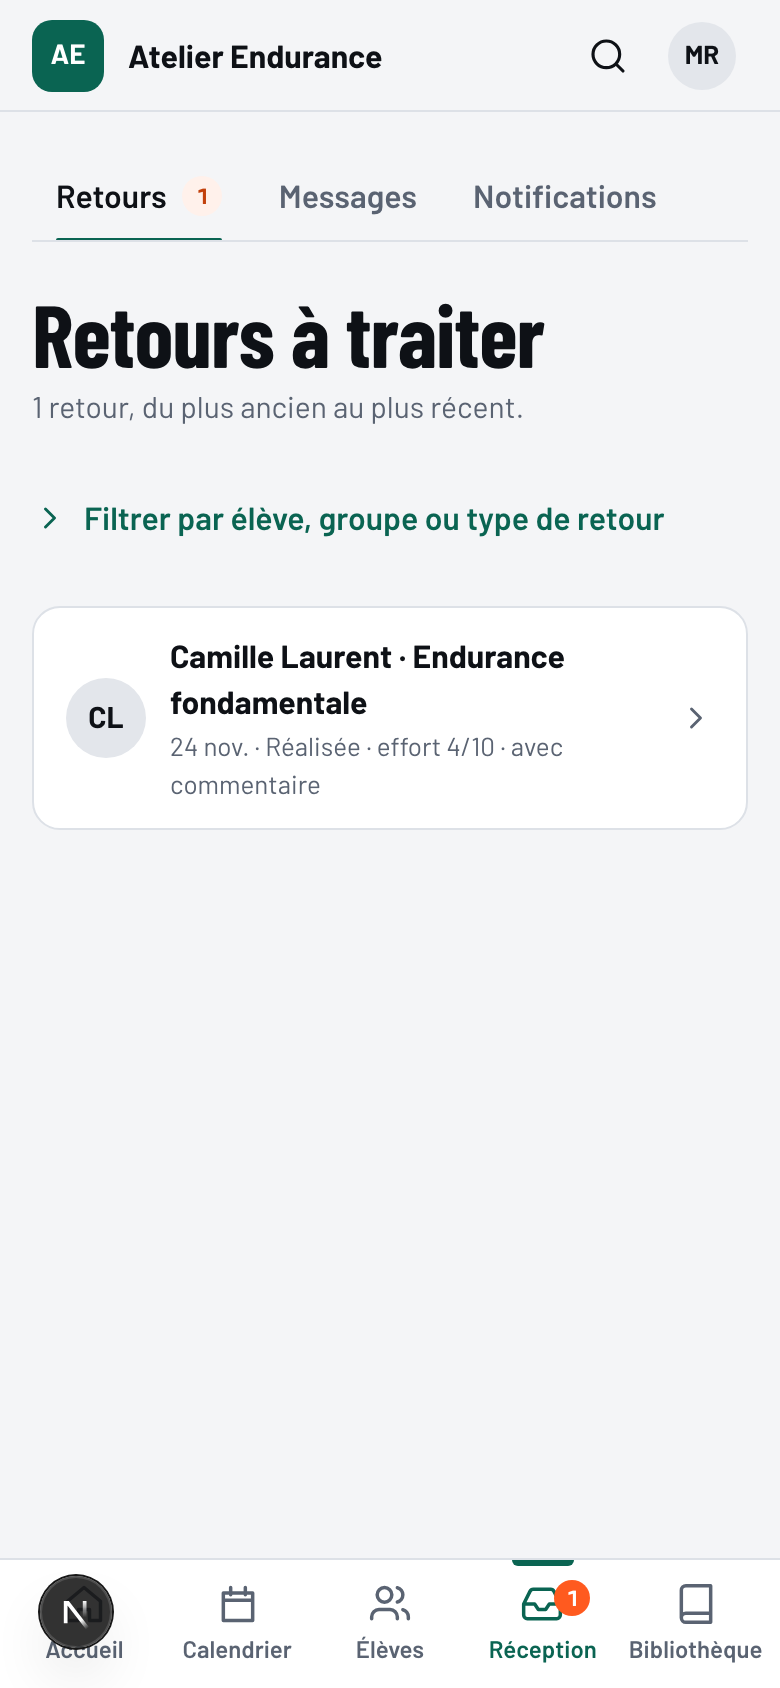 AE
Atelier Endurance
MR
Retours 1
Messages
Notifications
Retours à traiter
1 retour, du plus ancien au plus récent.
Filtrer par élève, groupe ou type de retour
CL
Camille Laurent · Endurance
fondamentale
24 nov. · Réalisée · effort 4/10 · avec
commentaire
N
1
Accueil
Calendrier
Élèves
Réception
Bibliothèque